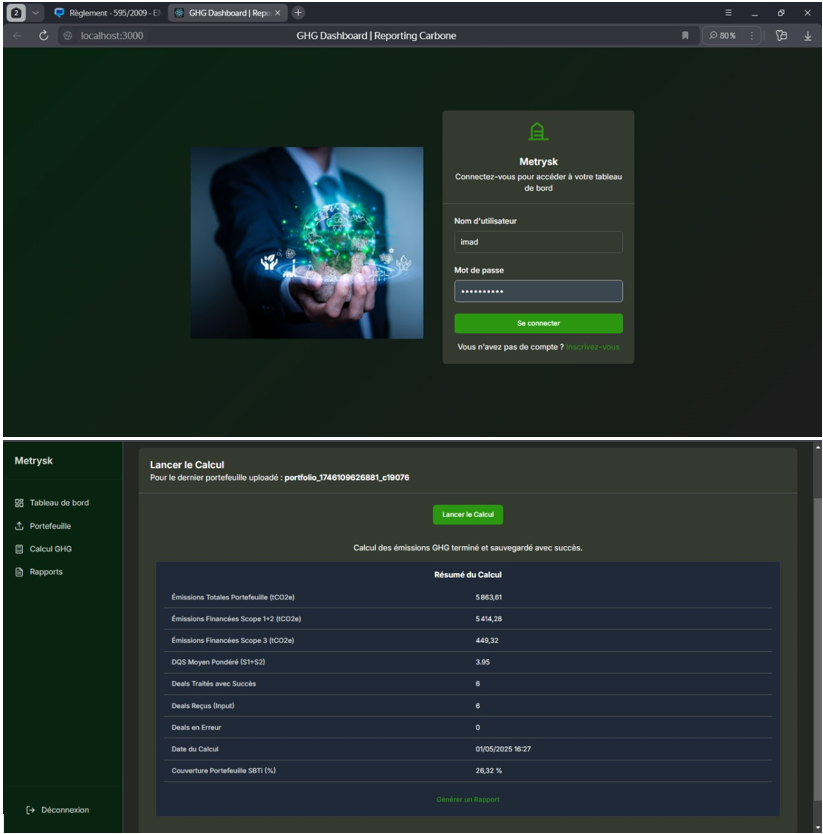 2
Règlement - 595/2009 - E
GHG Dashboard | Repo
localhost:3000
GHG Dashboard | Reporting Carbone
80 %
Metrysk
Connectez-vous pour accéder à votre tableau
de bord
Nom d'utilisateur
imad
Mot de passe
••••••••••
Se connecter
Vous n'avez pas de compte ? Inscrivez-vous
Metrysk
Tableau de bord
Portefeuille
Calcul GHG
Rapports
Déconnexion
Lancer le Calcul
Pour le dernier portefeuille uploadé : portfolio_1746109626881_c19076
Lancer le Calcul
Calcul des émissions GHG terminé et sauvegardé avec succès.
Résumé du Calcul
Émissions Totales Portefeuille (tCO2e) 5 863,61
Émissions Financées Scope 1+2 (tCO2e) 5 414,28
Émissions Financées Scope 3 (tCO2e) 449,32
DQS Moyen Pondéré (S1+S2) 3.95
Deals Traités avec Succès 6
Deals Reçus (Input) 6
Deals en Erreur 0
Date du Calcul 01/05/2025 16:27
Couverture Portefeuille SBTi (%) 26,32 %
Générer un Rapport